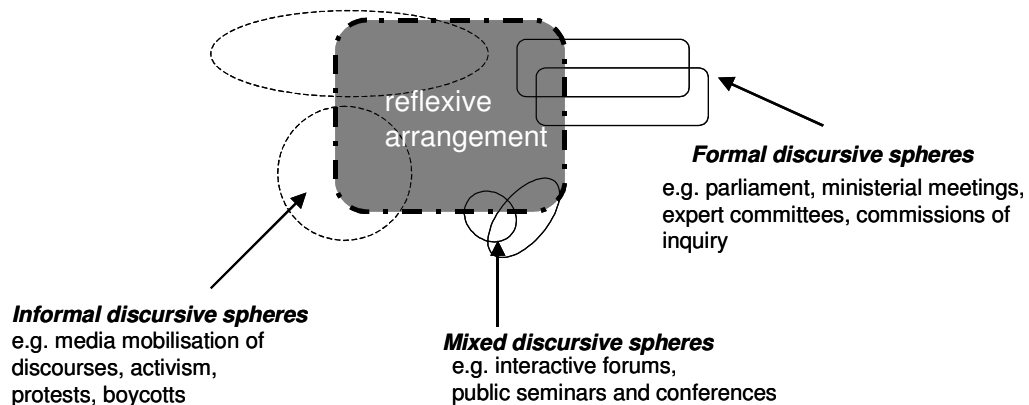 reflexive
arrangement
Formal discursive spheres
e.g. parliament, ministerial meetings,
expert committees, commissions of
inquiry
Informal discursive spheres
e.g. media mobilisation of
discourses, activism,
protests, boycotts
Mixed discursive spheres
e.g. interactive forums,
public seminars and conferences